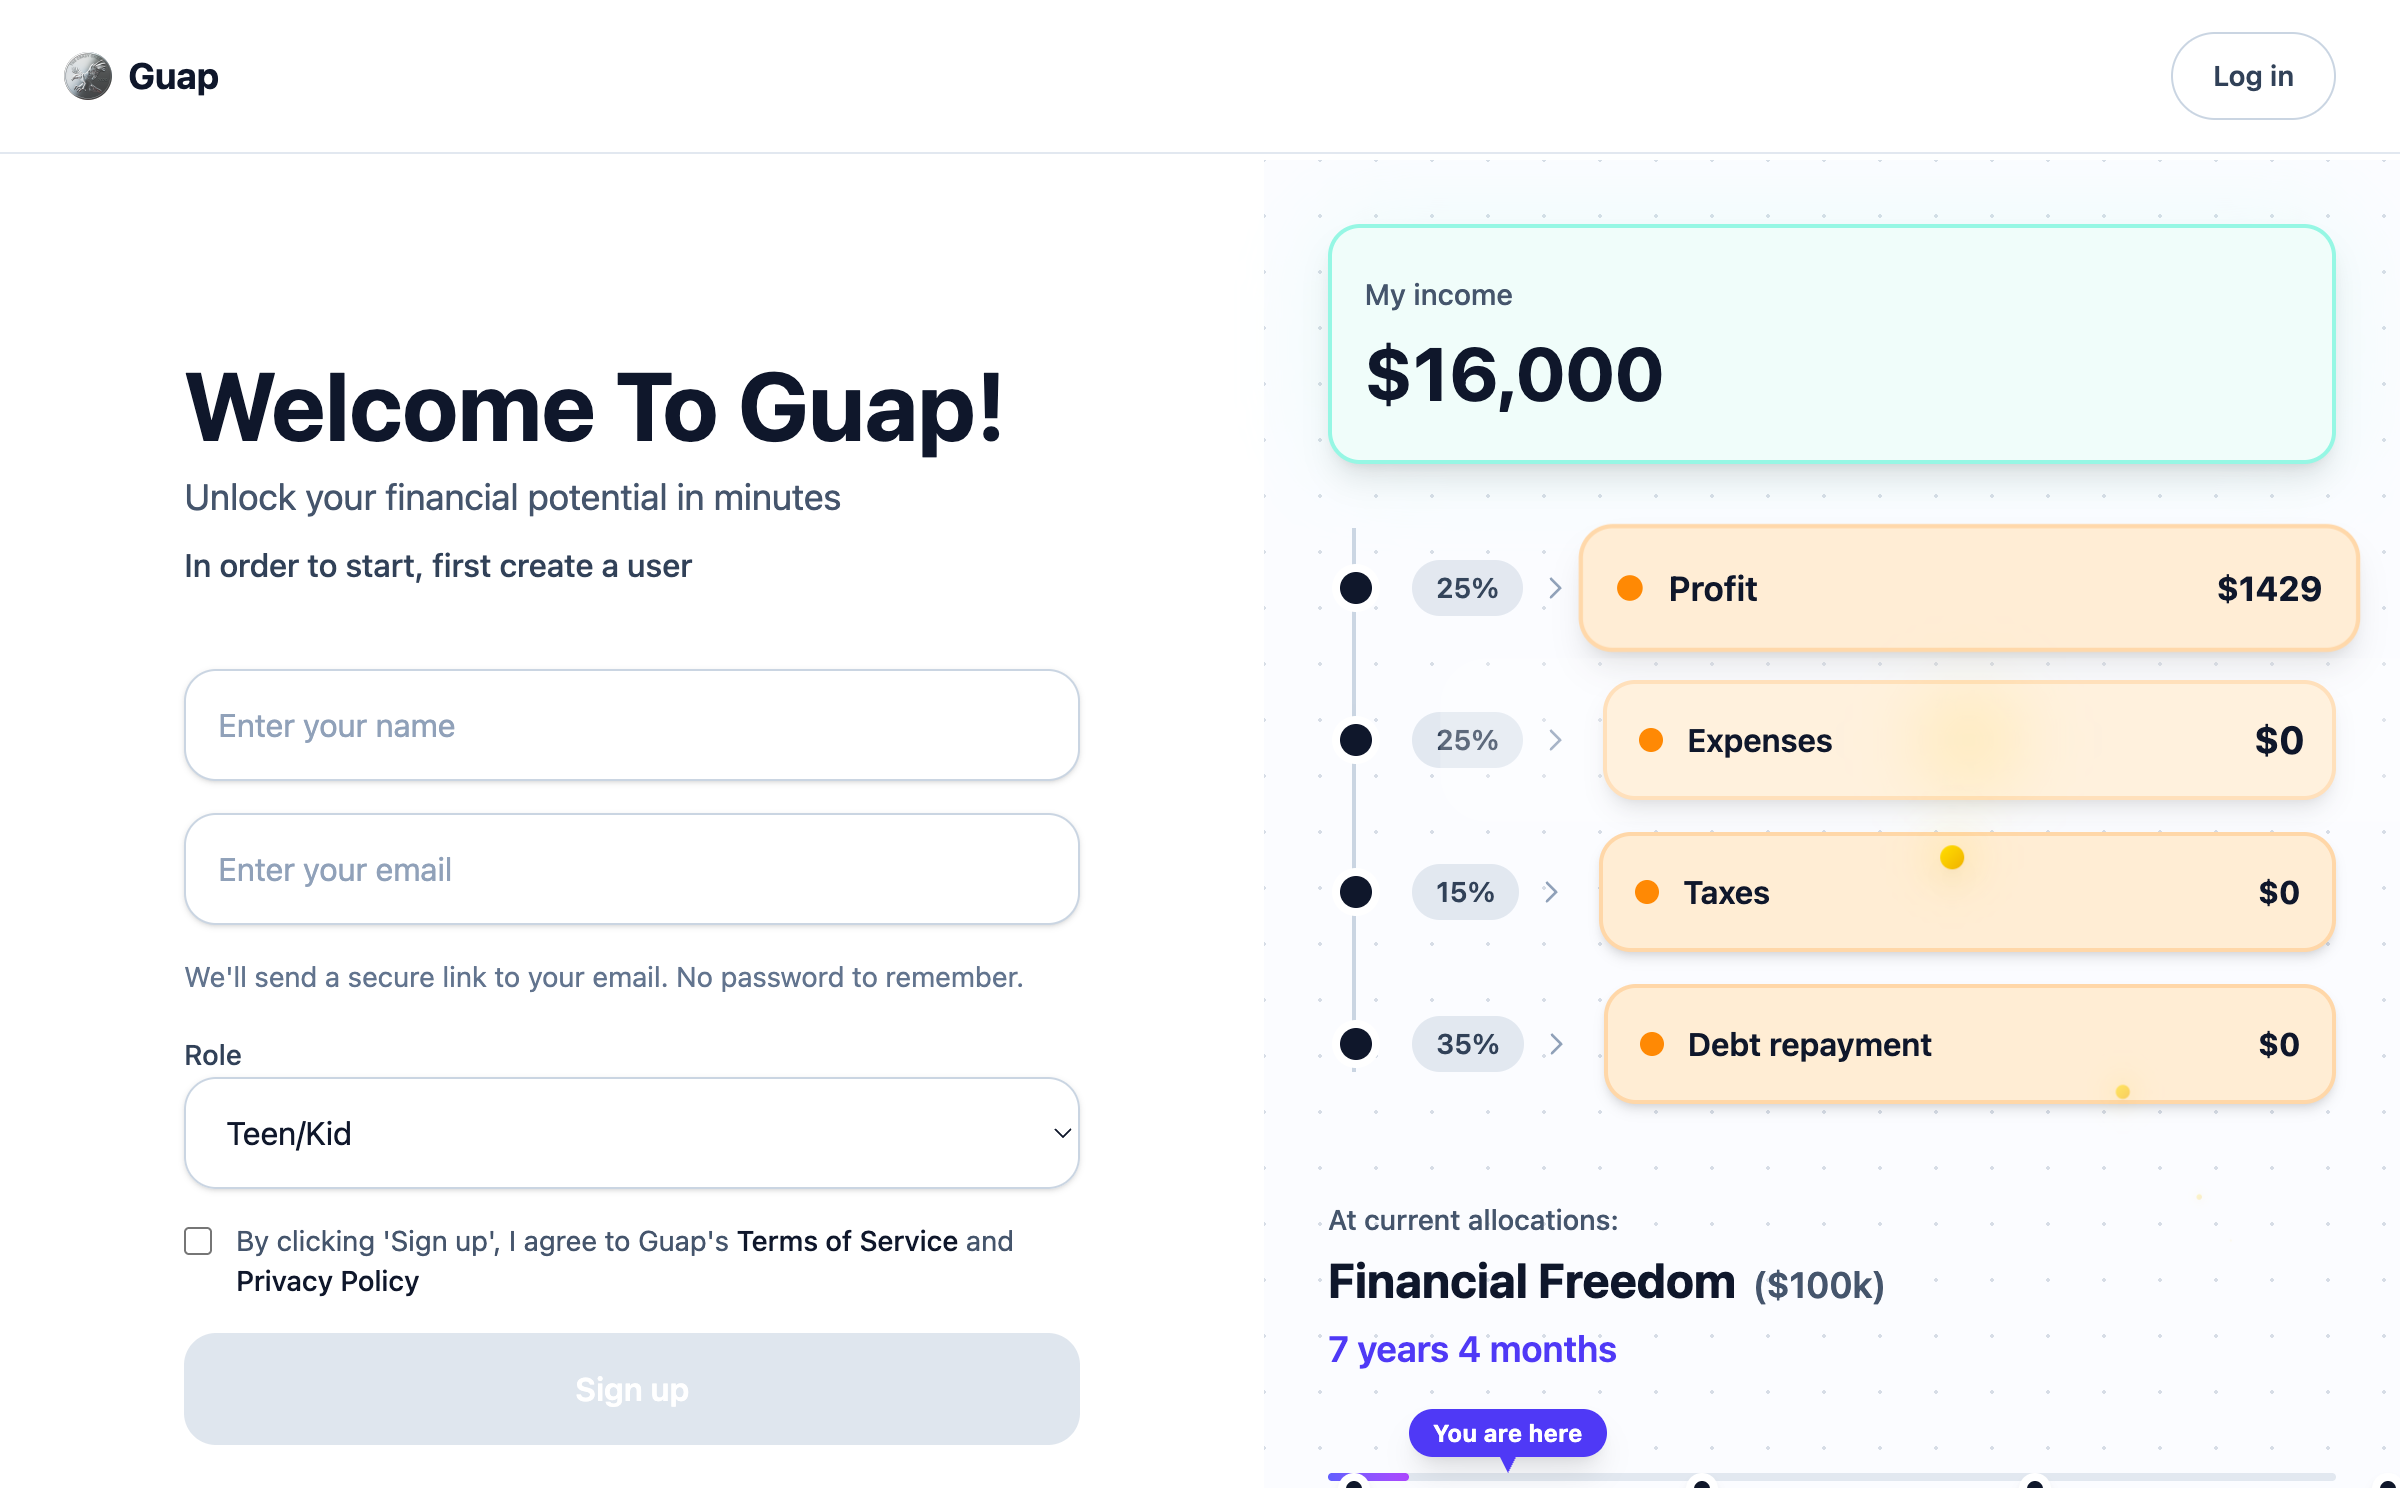 Guap
Log in
Welcome To Guap!
Unlock your financial potential in minutes
In order to start, first create a user
Enter your name
Enter your email
We'll send a secure link to your email. No password to remember.
Role
Teen/Kid
By clicking 'Sign up', I agree to Guap's Terms of Service and
Privacy Policy
Sign up
My income
$16,000
25% Profit $1429
25% Expenses $0
15% Taxes $0
35% Debt repayment $0
At current allocations:
Financial Freedom ($100k)
7 years 4 months
You are here